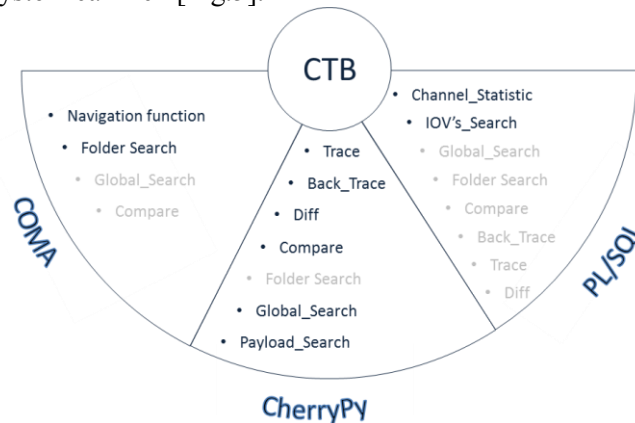 CTB
• Navigation function
• Folder Search
• Global_Search
• Compare
COMA
• Trace
• Back_Trace
• Diff
• Compare
• Folder Search
• Global_Search
• Payload_Search
CherryPy
• Channel_Statistic
• IOV's_Search
• Global_Search
• Folder Search
• Compare
• Back_Trace
• Trace
• Diff
PL/SQL